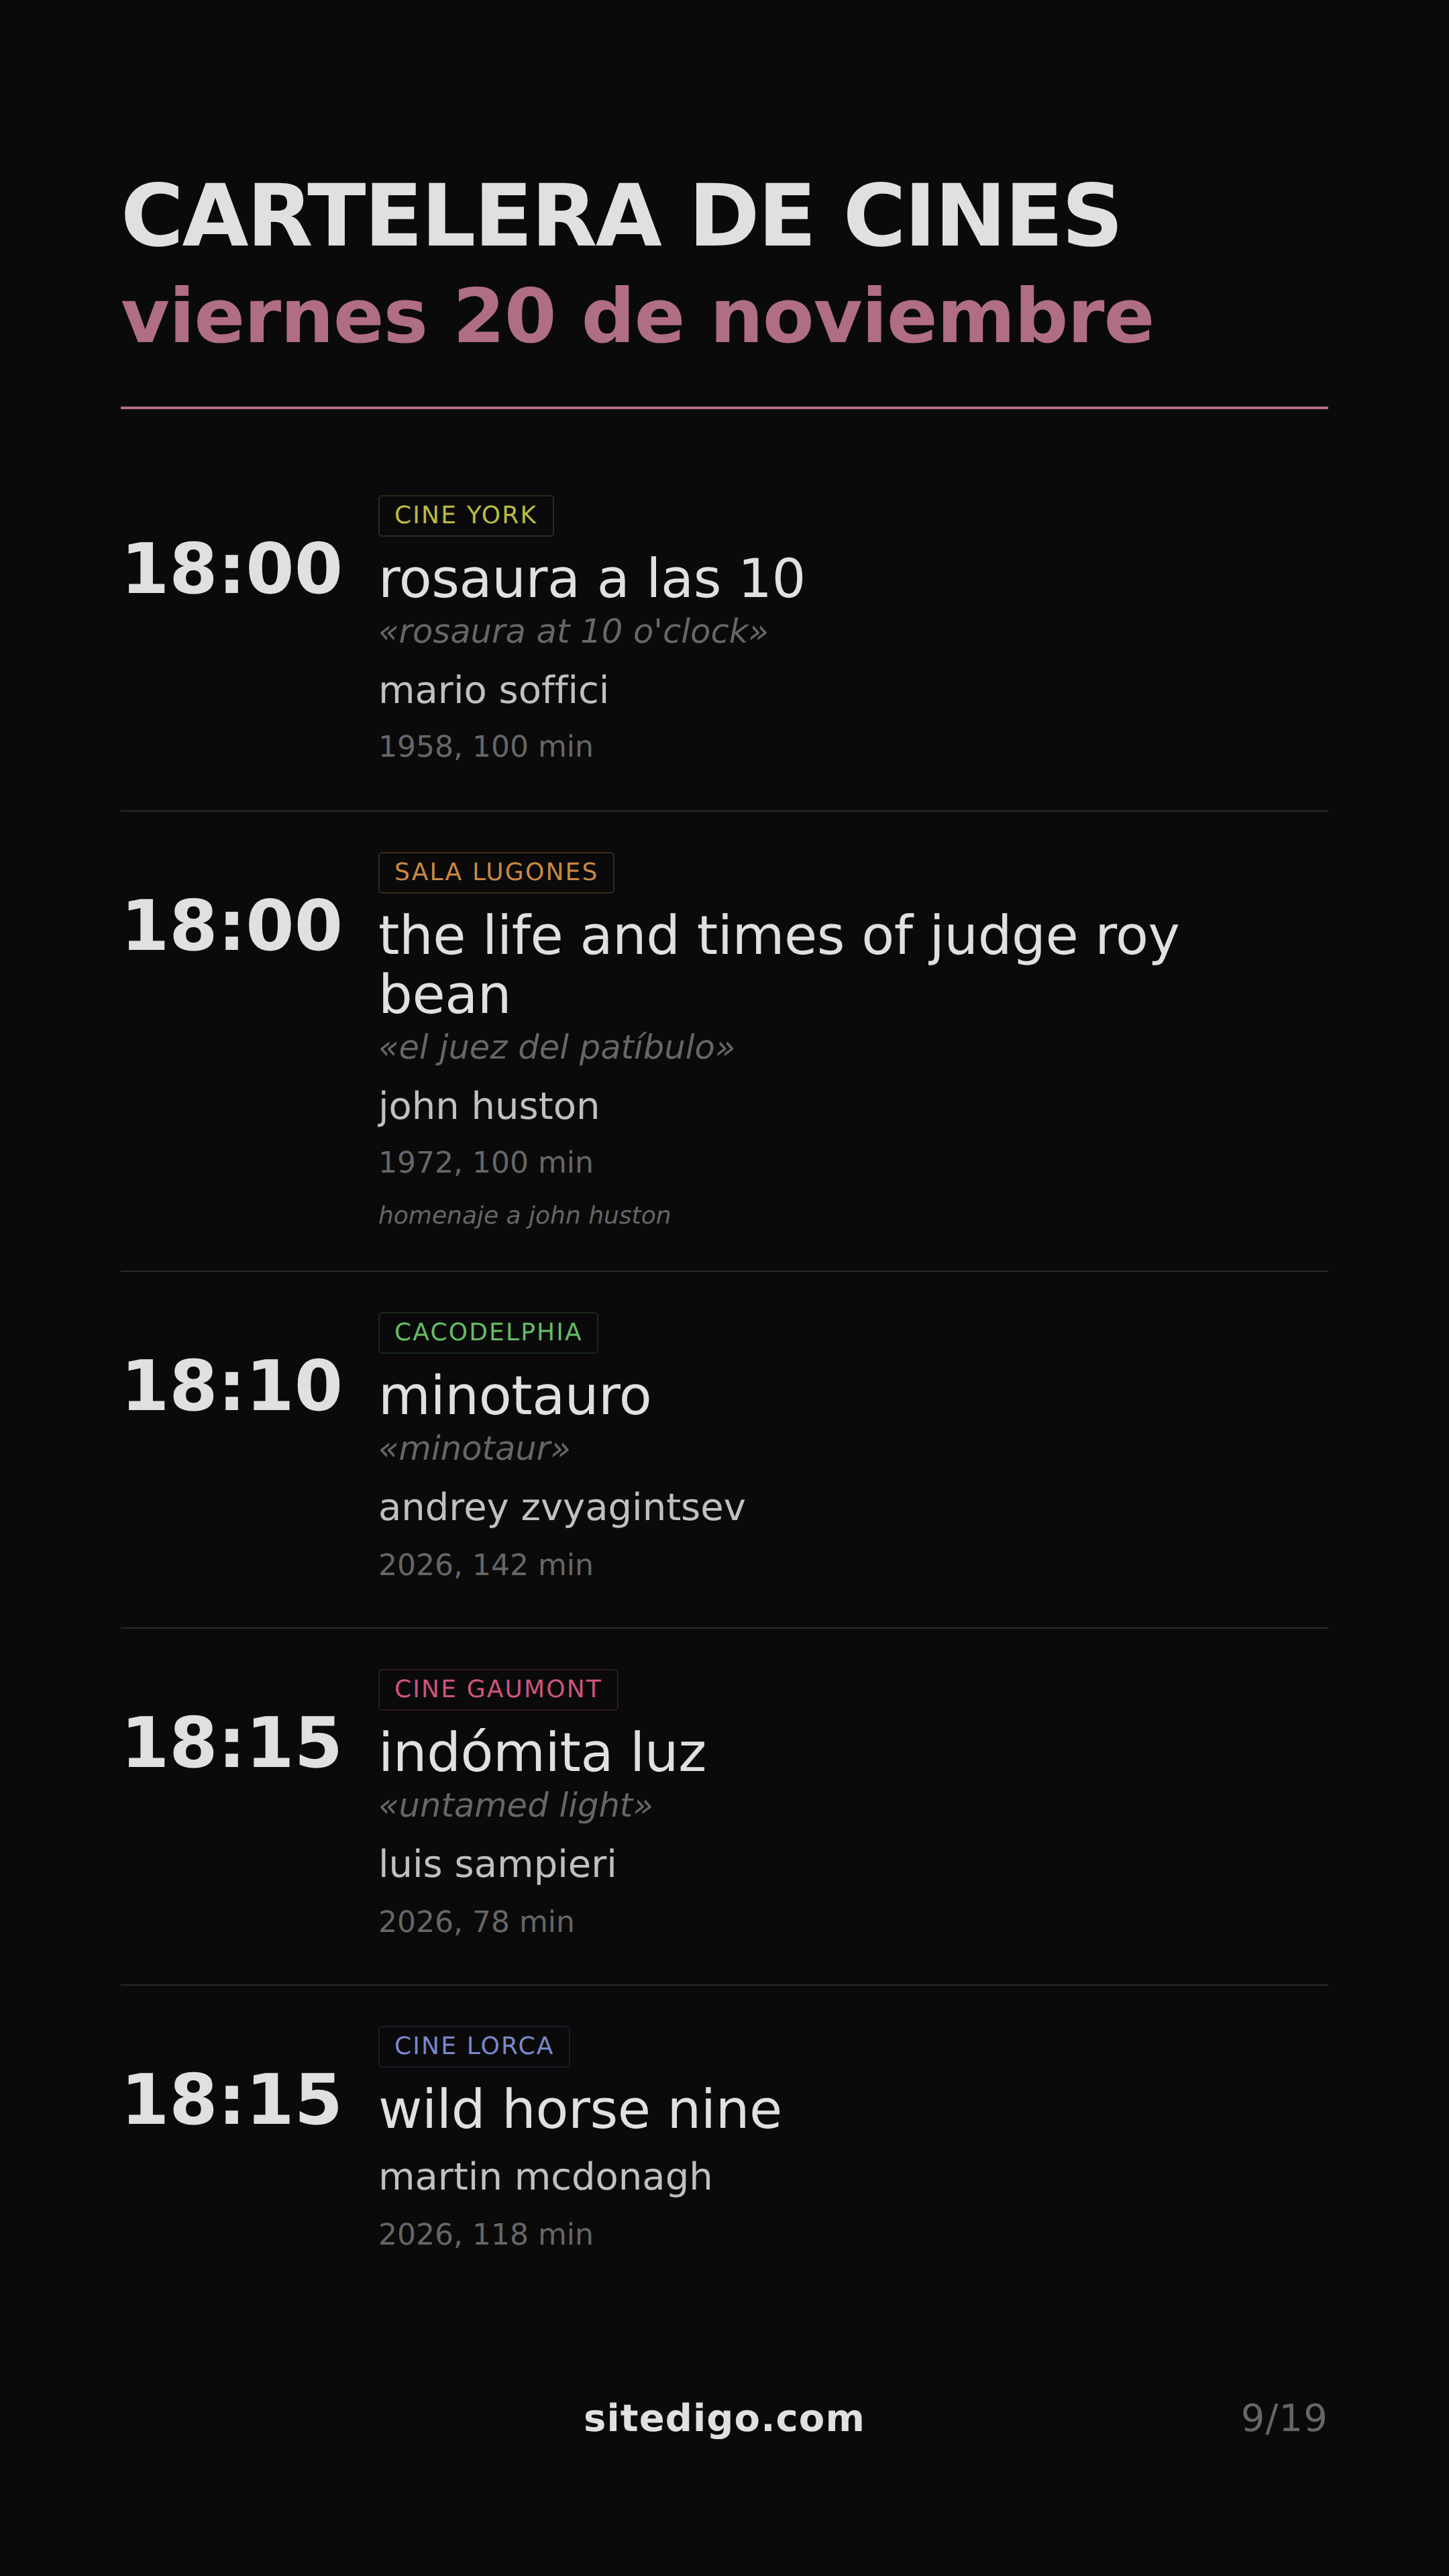 CARTELERA DE CINES
viernes 20 de noviembre
CINE YORK
18:00
rosaura a las 10
«rosaura at 10 o'clock»
mario soffici
1958, 100 min
SALA LUGONES
18:00
the life and times of judge roy
bean
«el juez del patíbulo»
john huston
1972, 100 min
homenaje a john huston
CACODELPHIA
18:10
minotauro
«minotaur»
andrey zvyagintsev
2026, 142 min
CINE GAUMONT
18:15
indómita luz
«untamed light»
luis sampieri
2026, 78 min
CINE LORCA
18:15
wild horse nine
martin mcdonagh
2026, 118 min
sitedigo.com
9/19